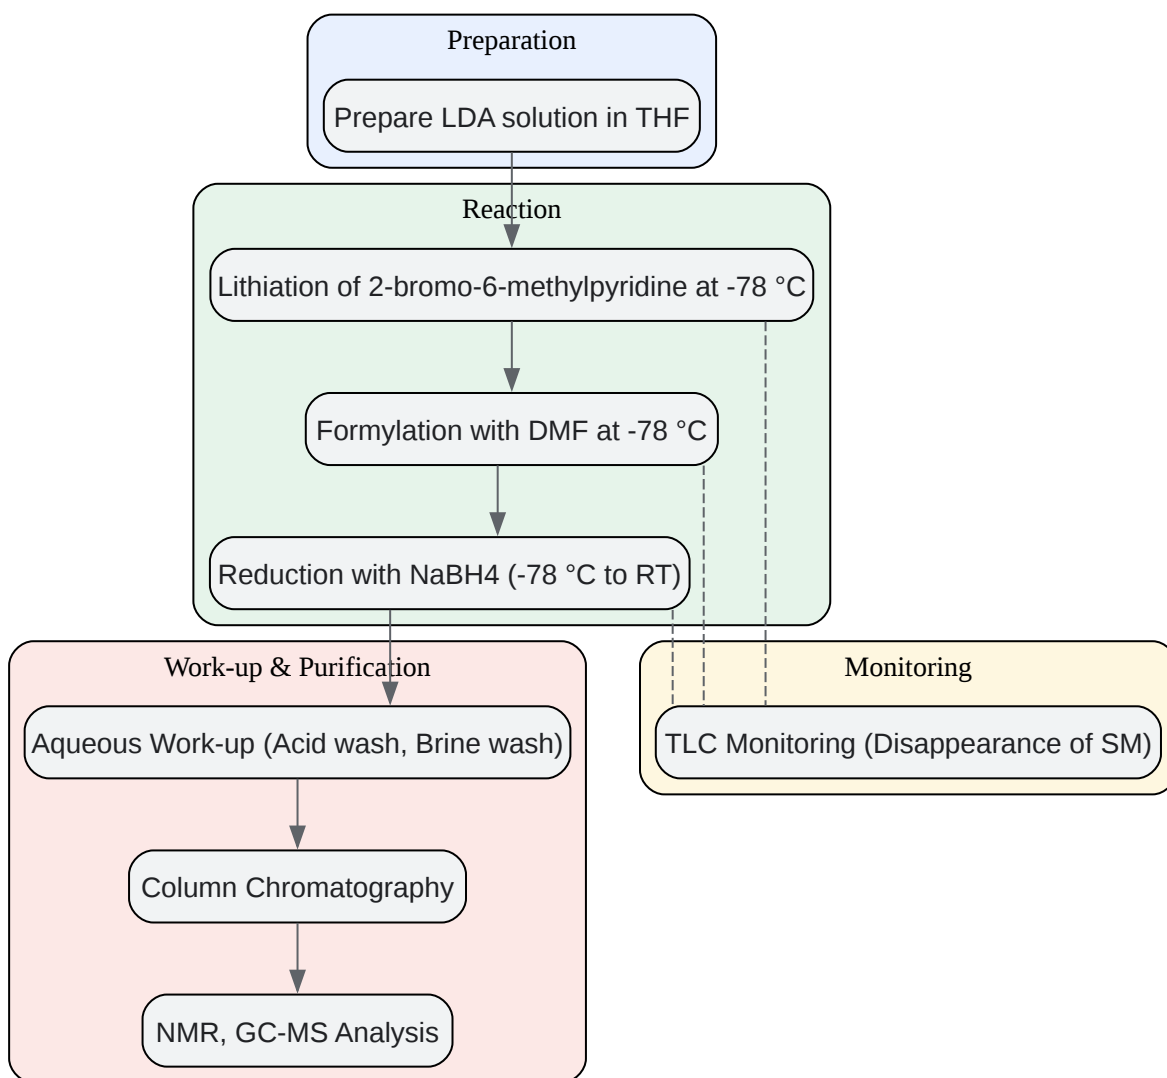 Preparation
Prepare LDA solution in THF
Reaction
Lithiation of 2-bromo-6-methylpyridine at -78 °C
Formylation with DMF at -78 °C
Reduction with NaBH4 (-78 °C to RT)
Work-up & Purification
Aqueous Work-up (Acid wash, Brine wash)
Column Chromatography
NMR, GC-MS Analysis
Monitoring
TLC Monitoring (Disappearance of SM)